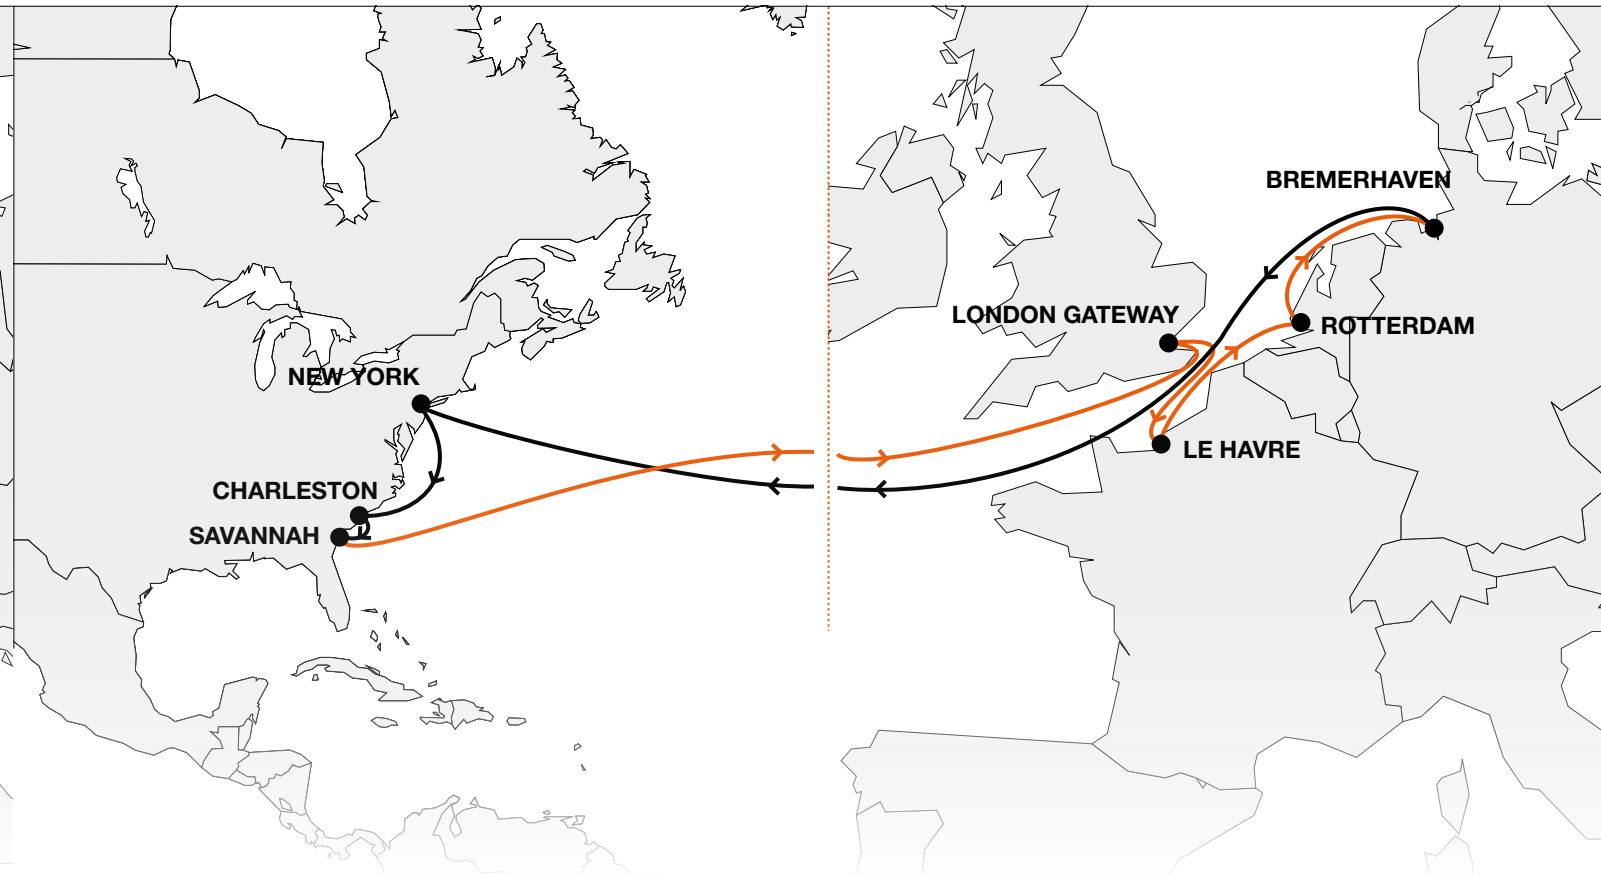 BREMERHAVEN
LONDON GATEWAY
ROTTERDAM
NEW YORK
LE HAVRE
CHARLESTON
SAVANNAH